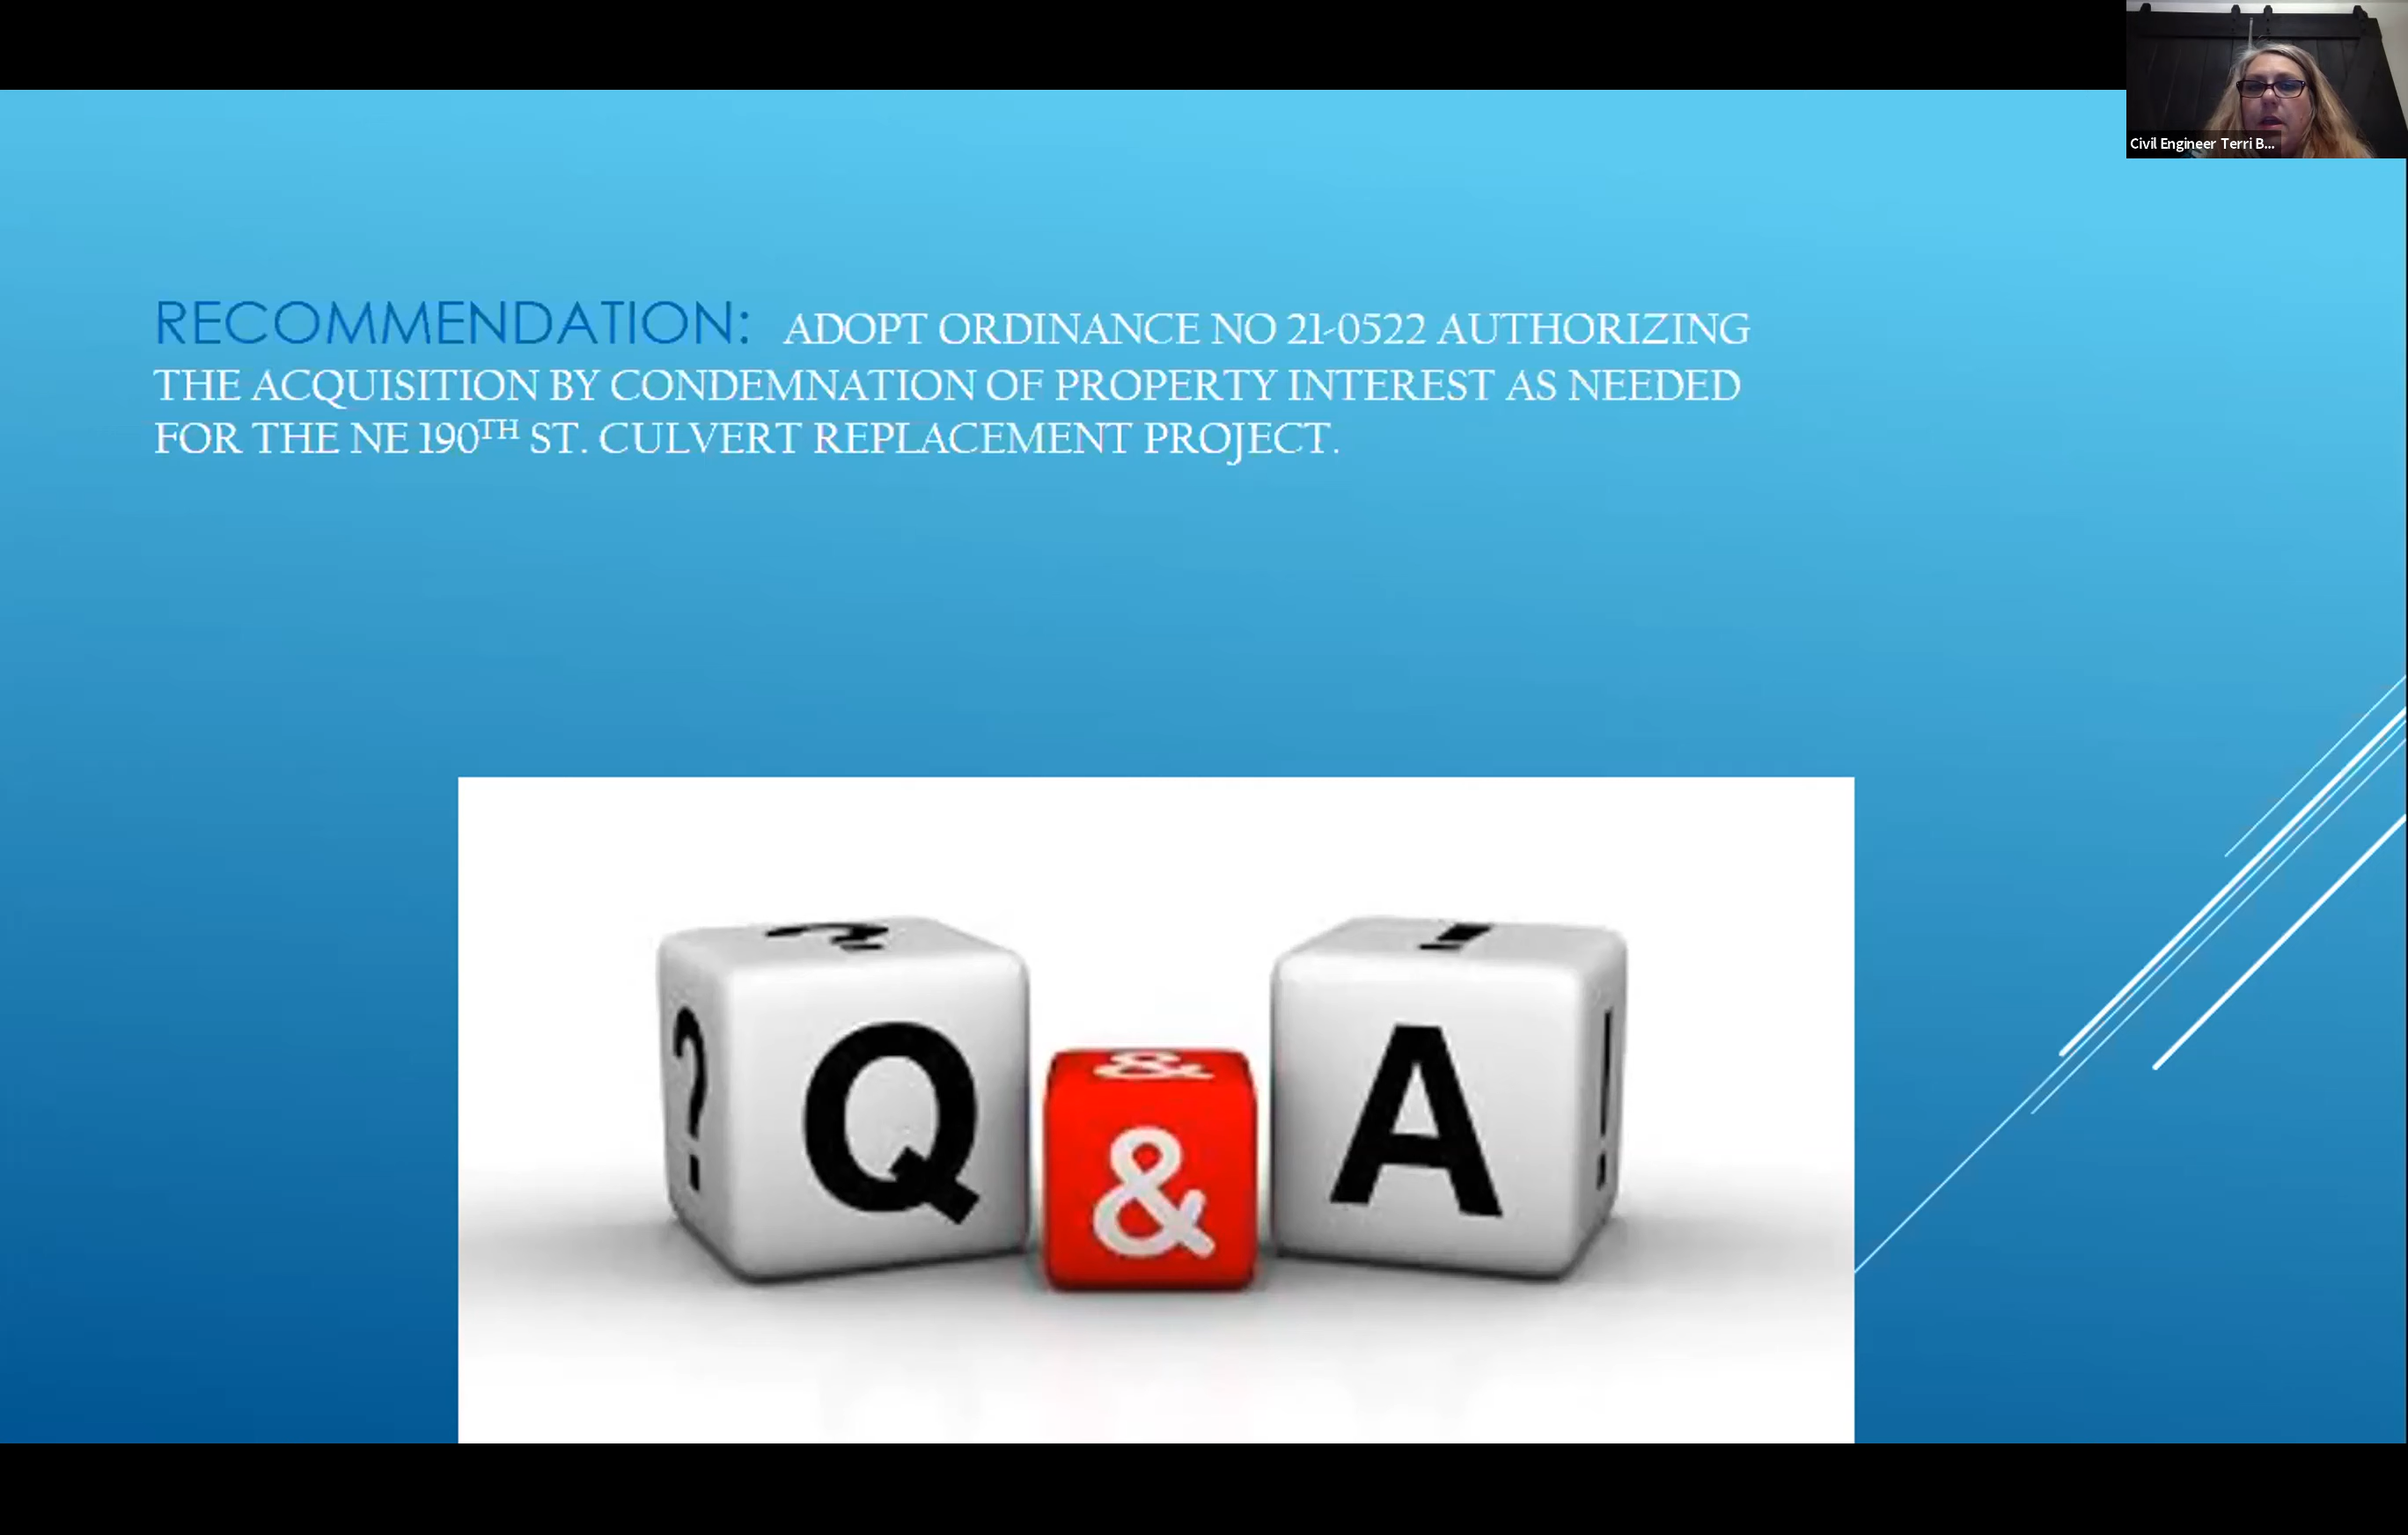 Civil Engineer Terri B...
RECOMMENDATION: ADOPT ORDINANCE NO 21-0522 AUTHORIZING
THE ACQUISITION BY CONDEMNATION OF PROPERTY INTEREST AS NEEDED
FOR THE NE 190TH ST. CULVERT REPLACEMENT PROJECT.
? !
&
? Q & A !